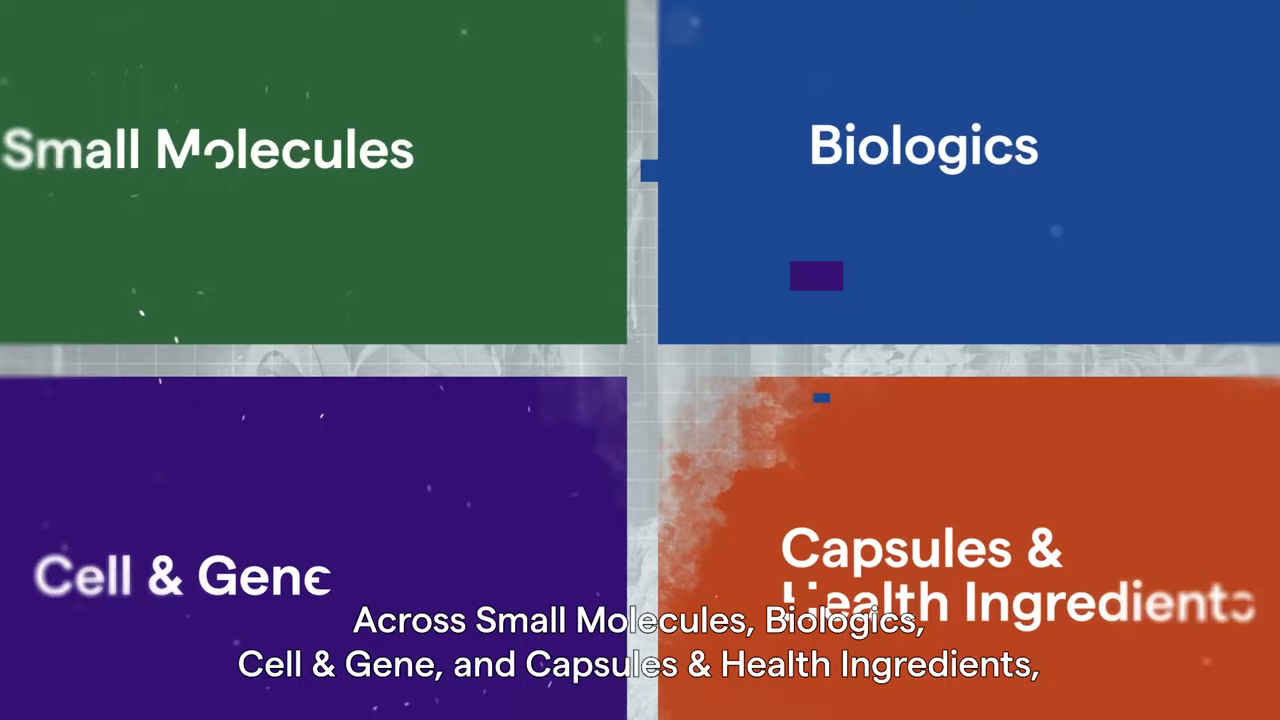 Small Molecules
Biologics
Cell & Gene
Capsules &
Health Ingredients
Across Small Molecules, Biologics,
Cell & Gene, and Capsules & Health Ingredients,